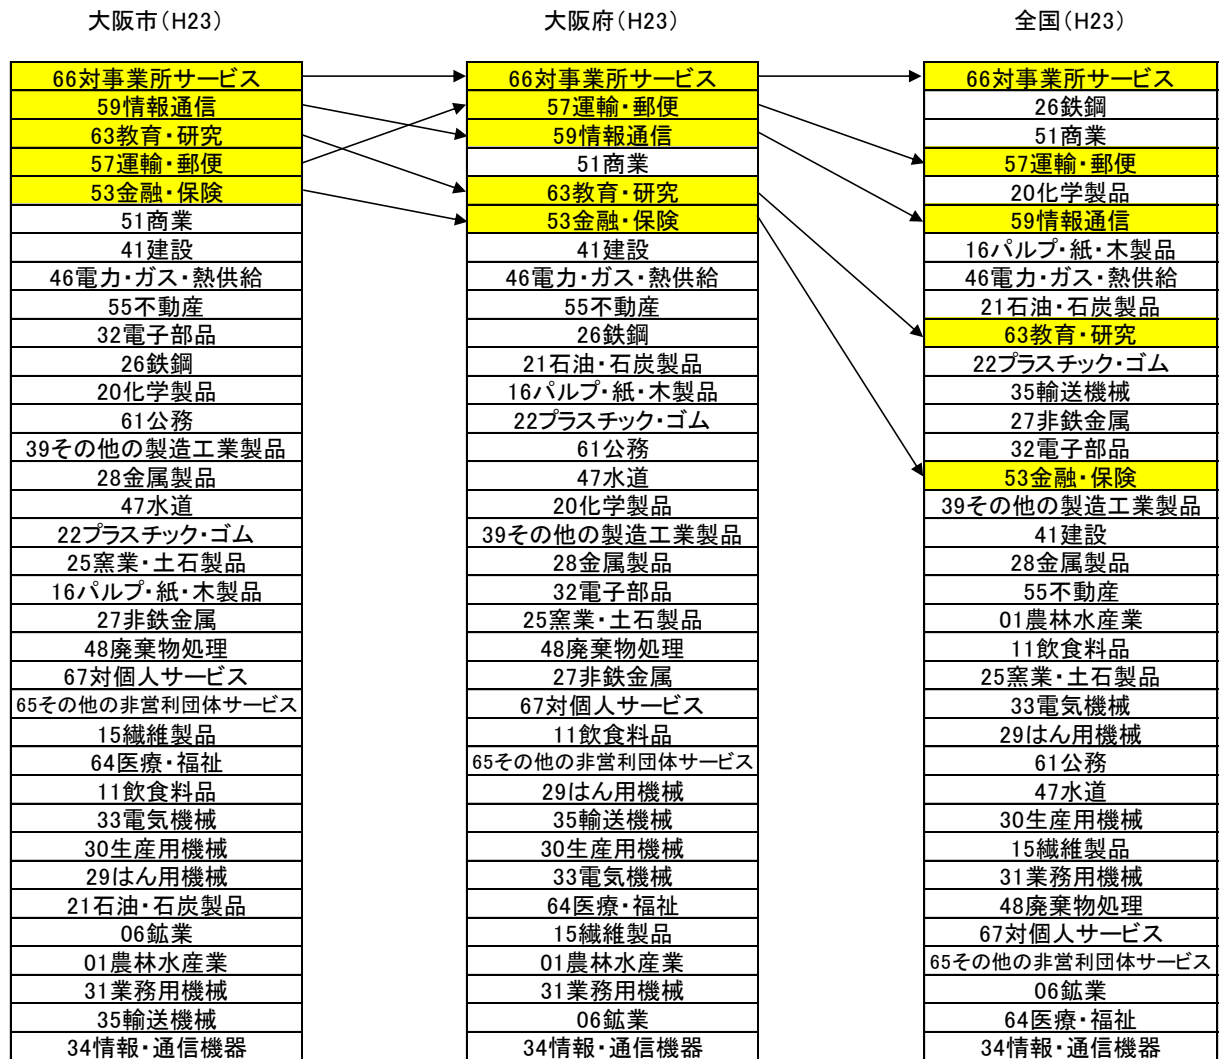 大阪市(H23)
66対事業所サービス
59情報通信
63教育・研究
57運輸・郵便
53金融・保険
51商業
41建設
46電力・ガス・熱供給
55不動産
32電子部品
26鉄鋼
20化学製品
61公務
39その他の製造工業製品
28金属製品
47水道
22プラスチック・ゴム
25窯業・土石製品
16パルプ・紙・木製品
27非鉄金属
48廃棄物処理
67対個人サービス
65その他の非営利団体サービス
15繊維製品
64医療・福祉
11飲食料品
33電気機械
30生産用機械
29はん用機械
21石油・石炭製品
06鉱業
01農林水産業
31業務用機械
35輸送機械
34情報・通信機器
大阪府(H23)
66対事業所サービス
57運輸・郵便
59情報通信
51商業
63教育・研究
53金融・保険
41建設
46電力・ガス・熱供給
55不動産
26鉄鋼
21石油・石炭製品
16パルプ・紙・木製品
22プラスチック・ゴム
61公務
47水道
20化学製品
39その他の製造工業製品
28金属製品
32電子部品
25窯業・土石製品
48廃棄物処理
27非鉄金属
67対個人サービス
11飲食料品
65その他の非営利団体サービス
29はん用機械
35輸送機械
30生産用機械
33電気機械
64医療・福祉
15繊維製品
01農林水産業
31業務用機械
06鉱業
34情報・通信機器
全国(H23)
66対事業所サービス
26鉄鋼
51商業
57運輸・郵便
20化学製品
59情報通信
16パルプ・紙・木製品
46電力・ガス・熱供給
21石油・石炭製品
63教育・研究
22プラスチック・ゴム
35輸送機械
27非鉄金属
32電子部品
53金融・保険
39その他の製造工業製品
41建設
28金属製品
55不動産
01農林水産業
11飲食料品
25窯業・土石製品
33電気機械
29はん用機械
61公務
47水道
30生産用機械
15繊維製品
31業務用機械
48廃棄物処理
67対個人サービス
65その他の非営利団体サービス
06鉱業
64医療・福祉
34情報・通信機器